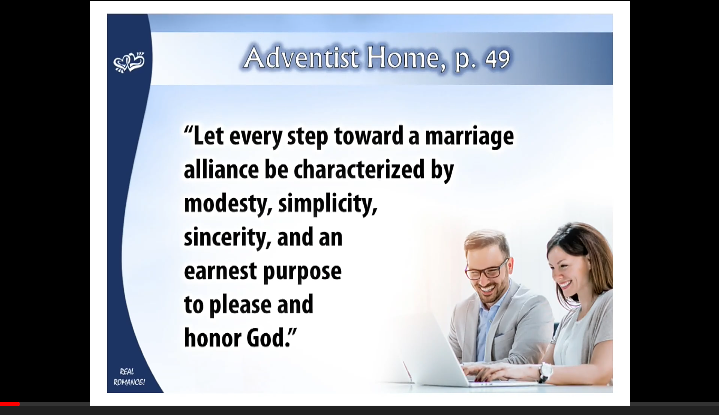 Adventist Home, p. 49
“Let every step toward a marriage
alliance be characterized by
modesty, simplicity,
sincerity, and an
earnest purpose
to please and
honor God.”
REAL
ROMANCE!